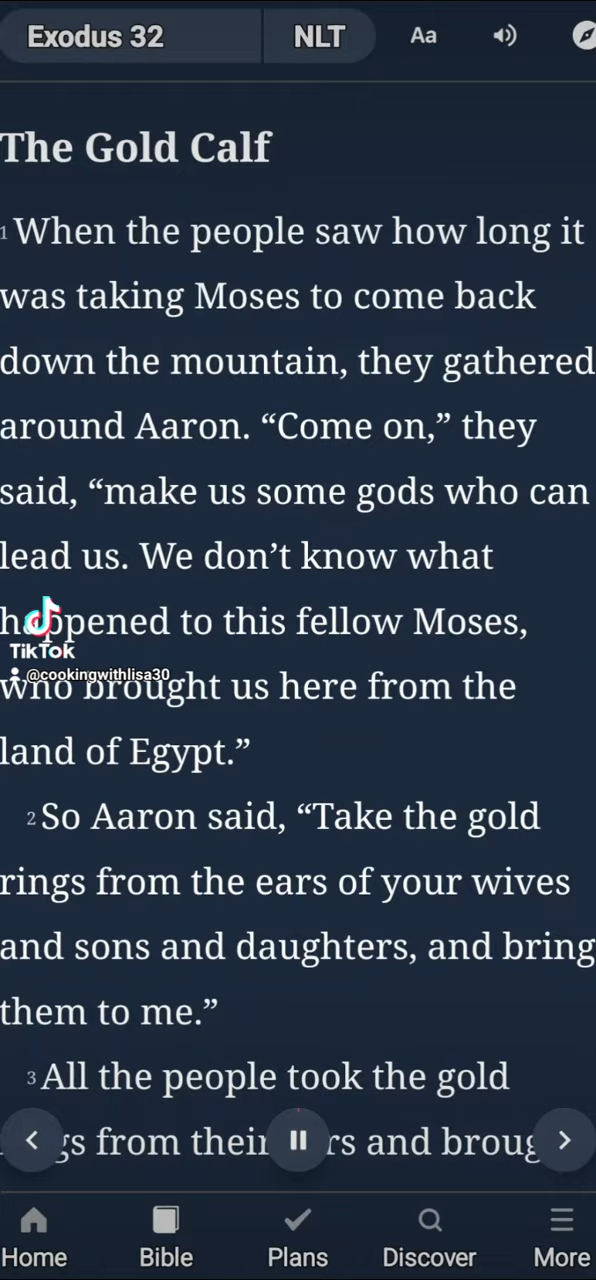 Exodus 32 NLT Aa
The Gold Calf
1 When the people saw how long it
was taking Moses to come back
down the mountain, they gathered
around Aaron. “Come on,” they
said, “make us some gods who can
lead us. We don’t know what
happened to this fellow Moses,
TikTok
@cookingwithlisa30
who brought us here from the
land of Egypt.”
2 So Aaron said, “Take the gold
rings from the ears of your wives
and sons and daughters, and bring
them to me.”
3 All the people took the gold
from their and
Home Bible Plans Discover More